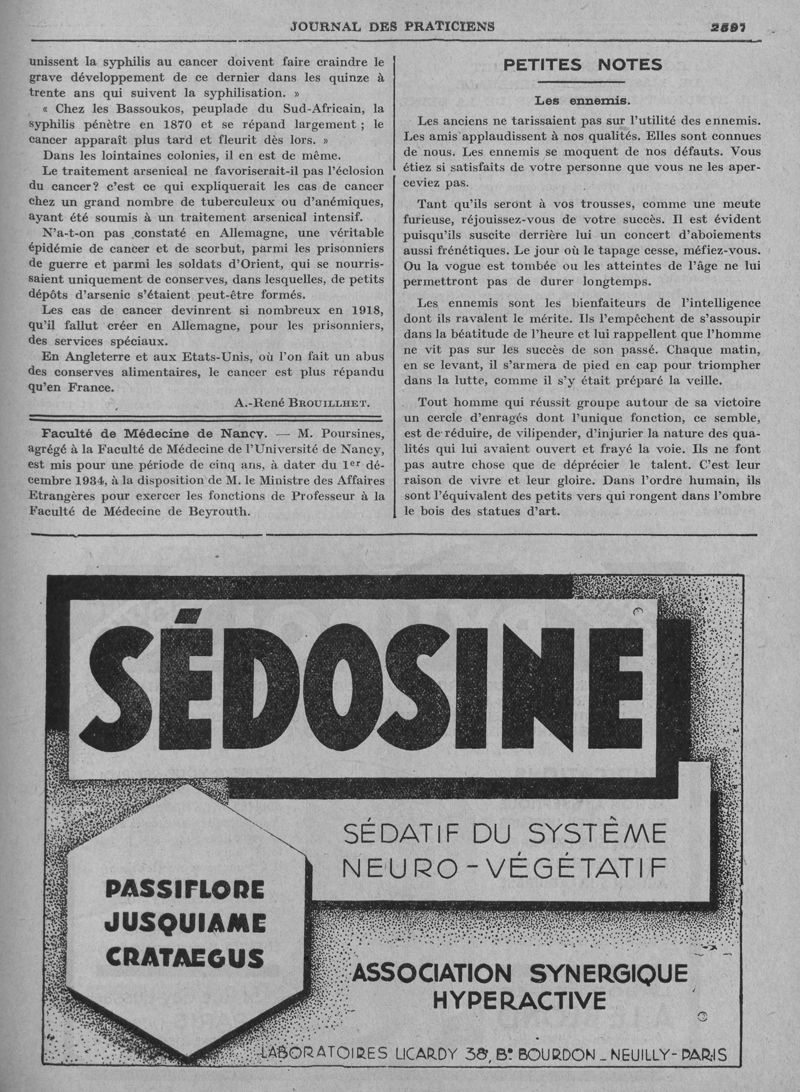 JOURNAL DES PRATICIENS
2597
unissent la syphilis au cancer doivent faire craindre le
grave développement de ce dernier dans les quinze à
trente ans qui suivent la syphilisation. »
« Chez les Bassoukos, peuplade du Sud-Africain, la
syphilis pénètre en 1870 et se répand largement ; le
cancer apparaît plus tard et fleurit dès lors. »
Dans les lointaines colonies, il en est de même.
Le traitement arsenical ne favoriserait-il pas l'éclosion
du cancer? c'est ce qui expliquerait les cas de cancer
chez un grand nombre de tuberculeux ou d'anémiques,
ayant été soumis à un traitement arsenical intensif.
N'a-t-on pas constaté en Allemagne, une véritable
épidémie de cancer et de scorbut, parmi les prisonniers
de guerre et parmi les soldats d'Orient, qui se nourris-
saient uniquement de conserves, dans lesquelles, de petits
dépôts d'arsenic s'étaient peut-être formés.
Les cas de cancer devinrent si nombreux en 1918,
qu'il fallut créer en Allemagne, pour les prisonniers,
des services spéciaux.
En Angleterre et aux Etats-Unis, où l'on fait un abus
des conserves alimentaires, le cancer est plus répandu
qu'en France.
A.-René BROUILLHET.
Faculté de Médecine de Nancy. — M. Poursines,
agrégé à la Faculté de Médecine de l'Université de Nancy,
est mis pour une période de cinq ans, à dater du 1er dé-
cembre 1934, à la disposition de M. le Ministre des Affaires
Etrangères pour exercer les fonctions de Professeur à la
Faculté de Médecine de Beyrouth.
PETITES NOTES
Les ennemis.
Les anciens ne tarissaient pas sur l'utilité des ennemis.
Les amis applaudissent à nos qualités. Elles sont connues
de nous. Les ennemis se moquent de nos défauts. Vous
étiez si satisfaits de votre personne que vous ne les aper-
ceviez pas.
Tant qu'ils seront à vos trousses, comme une meute
furieuse, réjouissez-vous de votre succès. Il est évident
puisqu'ils suscite derrière lui un concert d'aboiements
aussi frénétiques. Le jour où le tapage cesse, méfiez-vous.
Ou la vogue est tombée ou les atteintes de l'âge ne lui
permettront pas de durer longtemps.
Les ennemis sont les bienfaiteurs de l'intelligence
dont ils ravalent le mérite. Ils l'empêchent de s'assoupir
dans la béatitude de l'heure et lui rappellent que l'homme
ne vit pas sur les succès de son passé. Chaque matin,
en se levant, il s'armera de pied en cap pour triompher
dans la lutte, comme il s'y était préparé la veille.
Tout homme qui réussit groupe autour de sa victoire
un cercle d'enragés dont l'unique fonction, ce semble,
est de réduire, de vilipender, d'injurier la nature des qua-
lités qui lui avaient ouvert et frayé la voie. Ils ne font
pas autre chose que de déprécier le talent. C'est leur
raison de vivre et leur gloire. Dans l'ordre humain, ils
sont l'équivalent des petits vers qui rongent dans l'ombre
le bois des statues d'art.
SÉDOSINE
SÉDATIF DU SYSTÈME
NEURO-VÉGÉTATIF
PASSIFLORE
JUSQUIAME
CRATAEGUS
ASSOCIATION SYNERGIQUE
HYPERACTIVE
LABORATOIRES LICARDY 38, Bd BOURDON - NEUILLY-PARIS